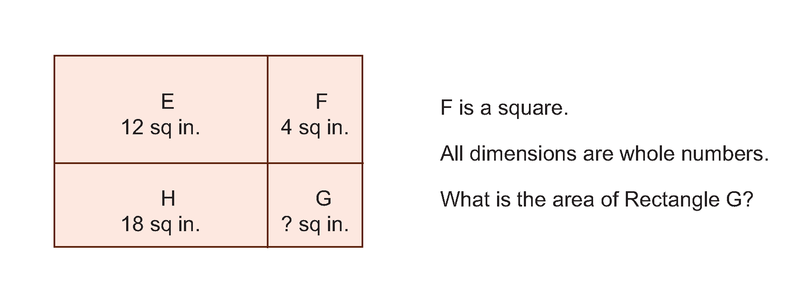 E
12 sq in.
F
4 sq in.
H
18 sq in.
G
? sq in.
F is a square.
All dimensions are whole numbers.
What is the area of Rectangle G?